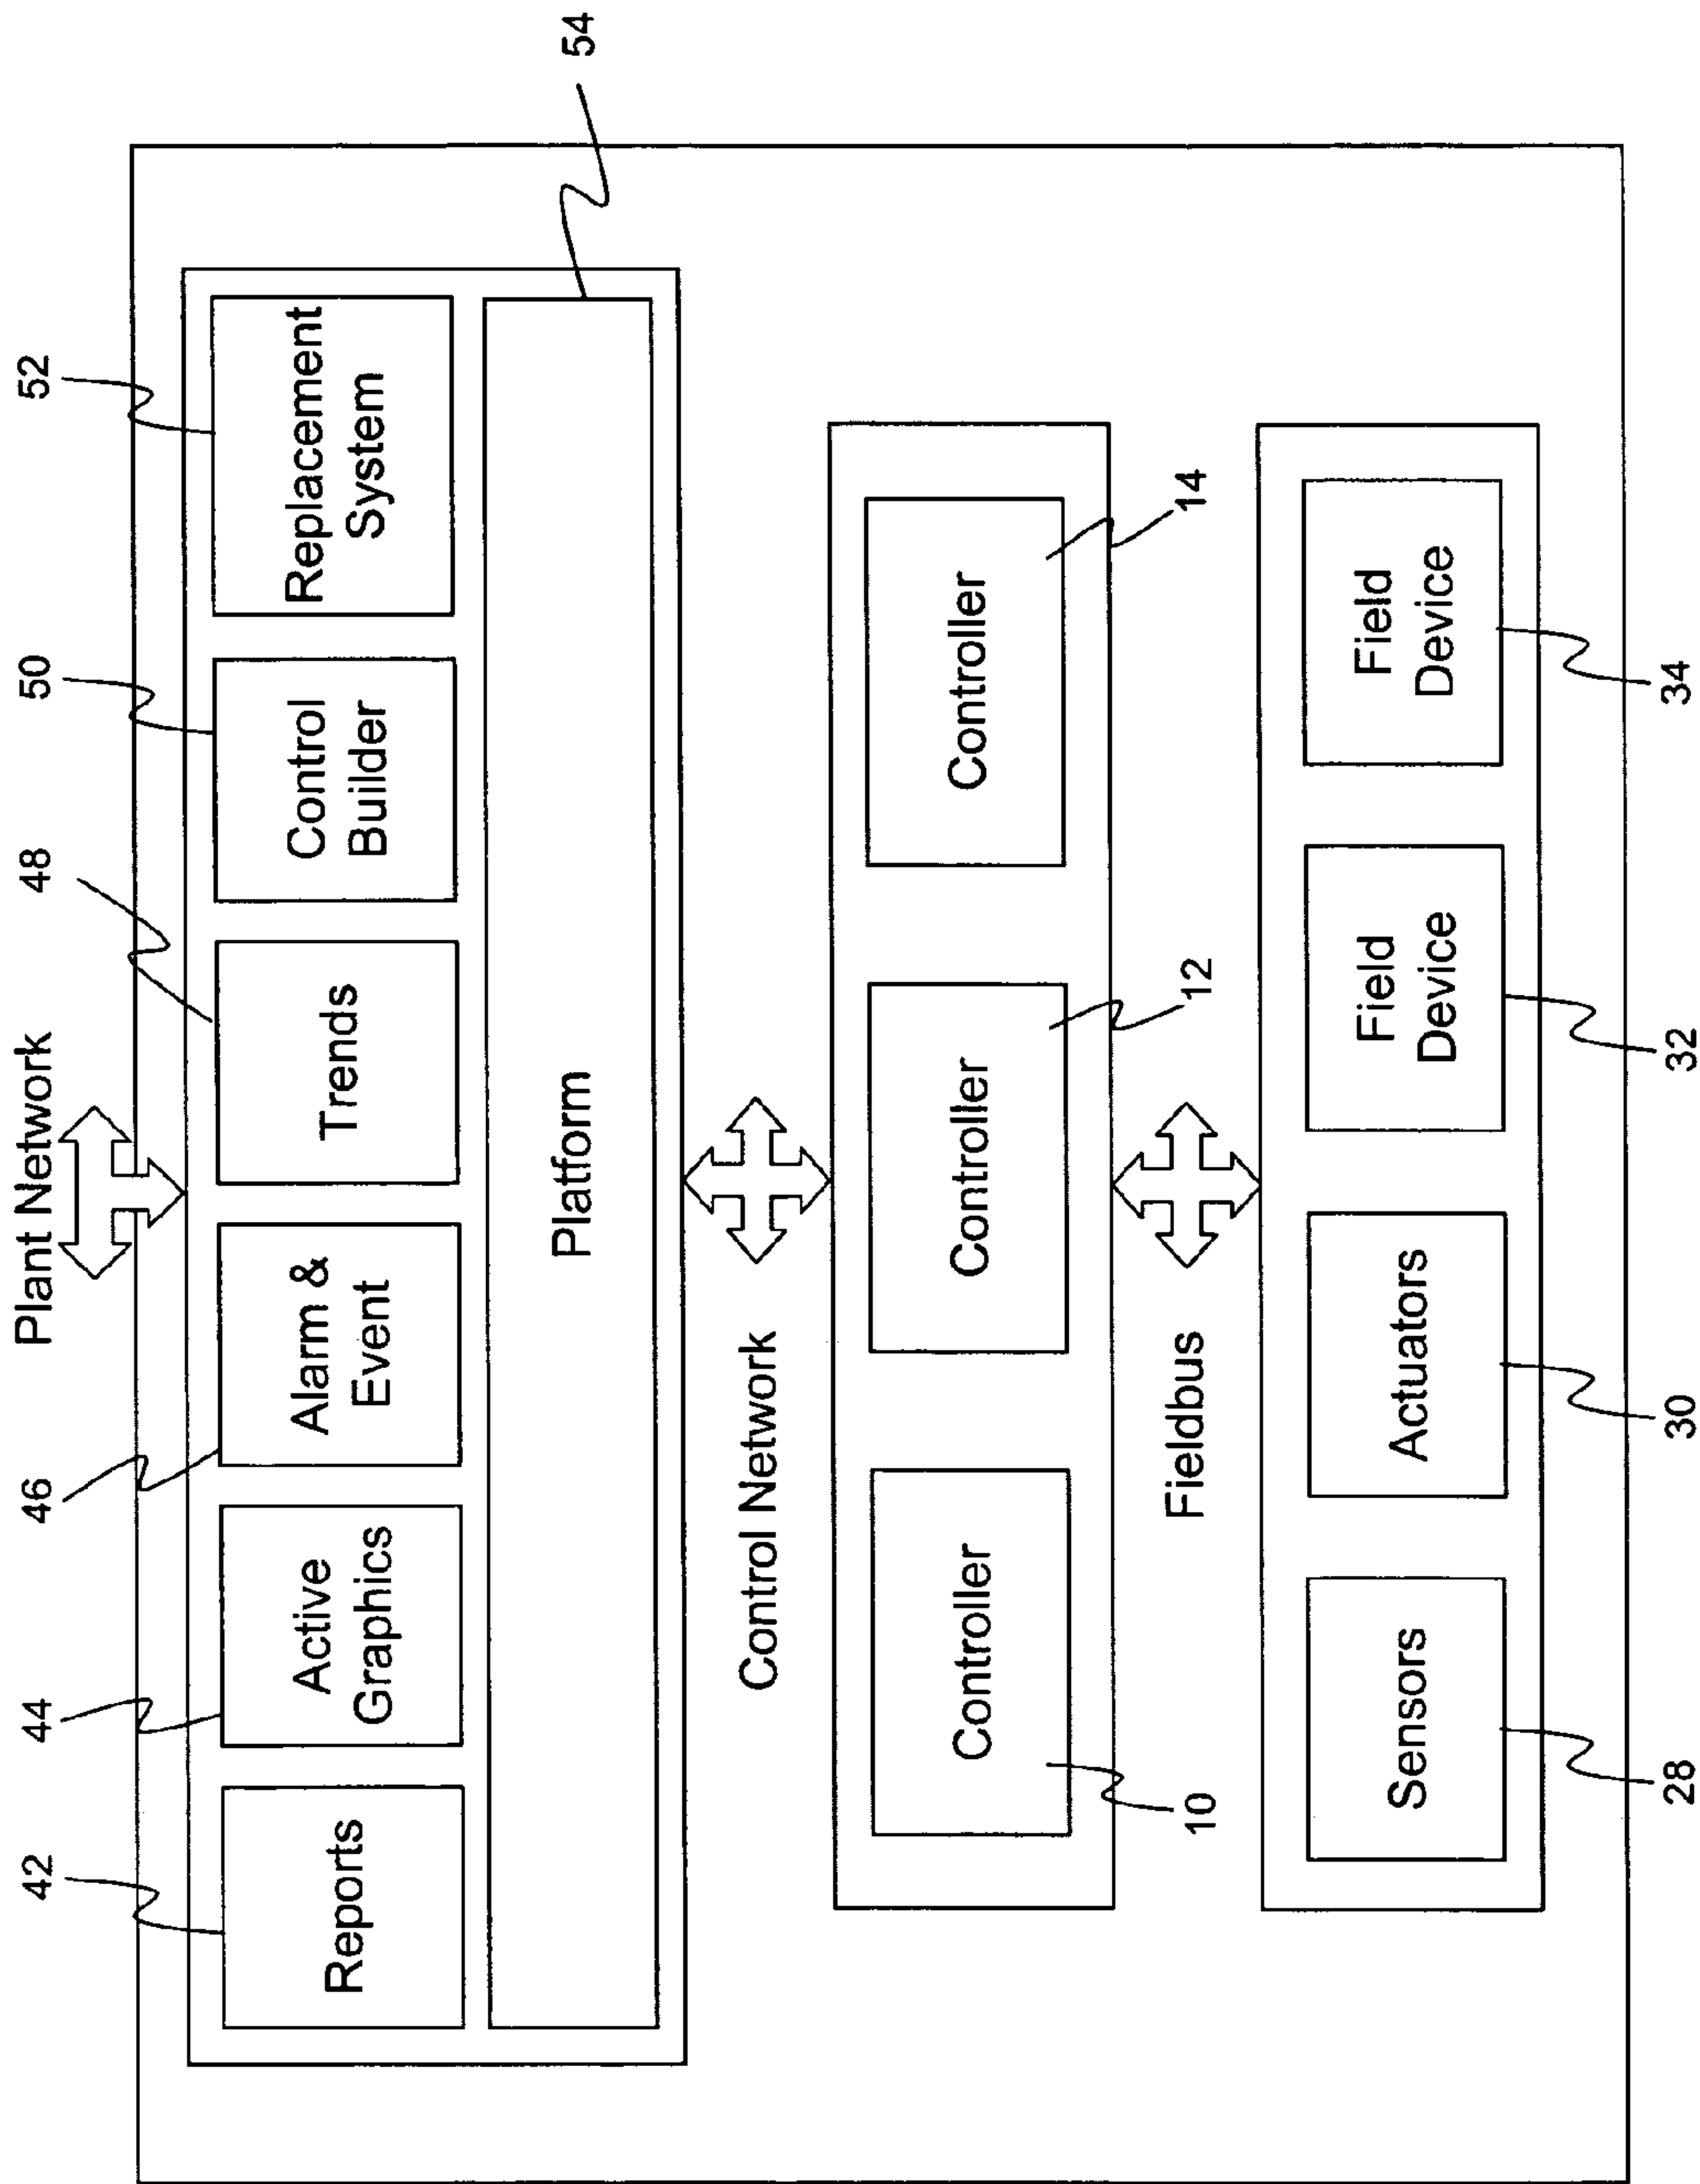 Plant Network
42
44
46
48
50
52
54
Reports
Active
Graphics
Alarm &
Event
Trends
Control
Builder
Replacement
System
Platform
Control Network
Controller
Controller
Controller
10
12
14
Fieldbus
Sensors
Actuators
Field
Device
Field
Device
28
30
32
34